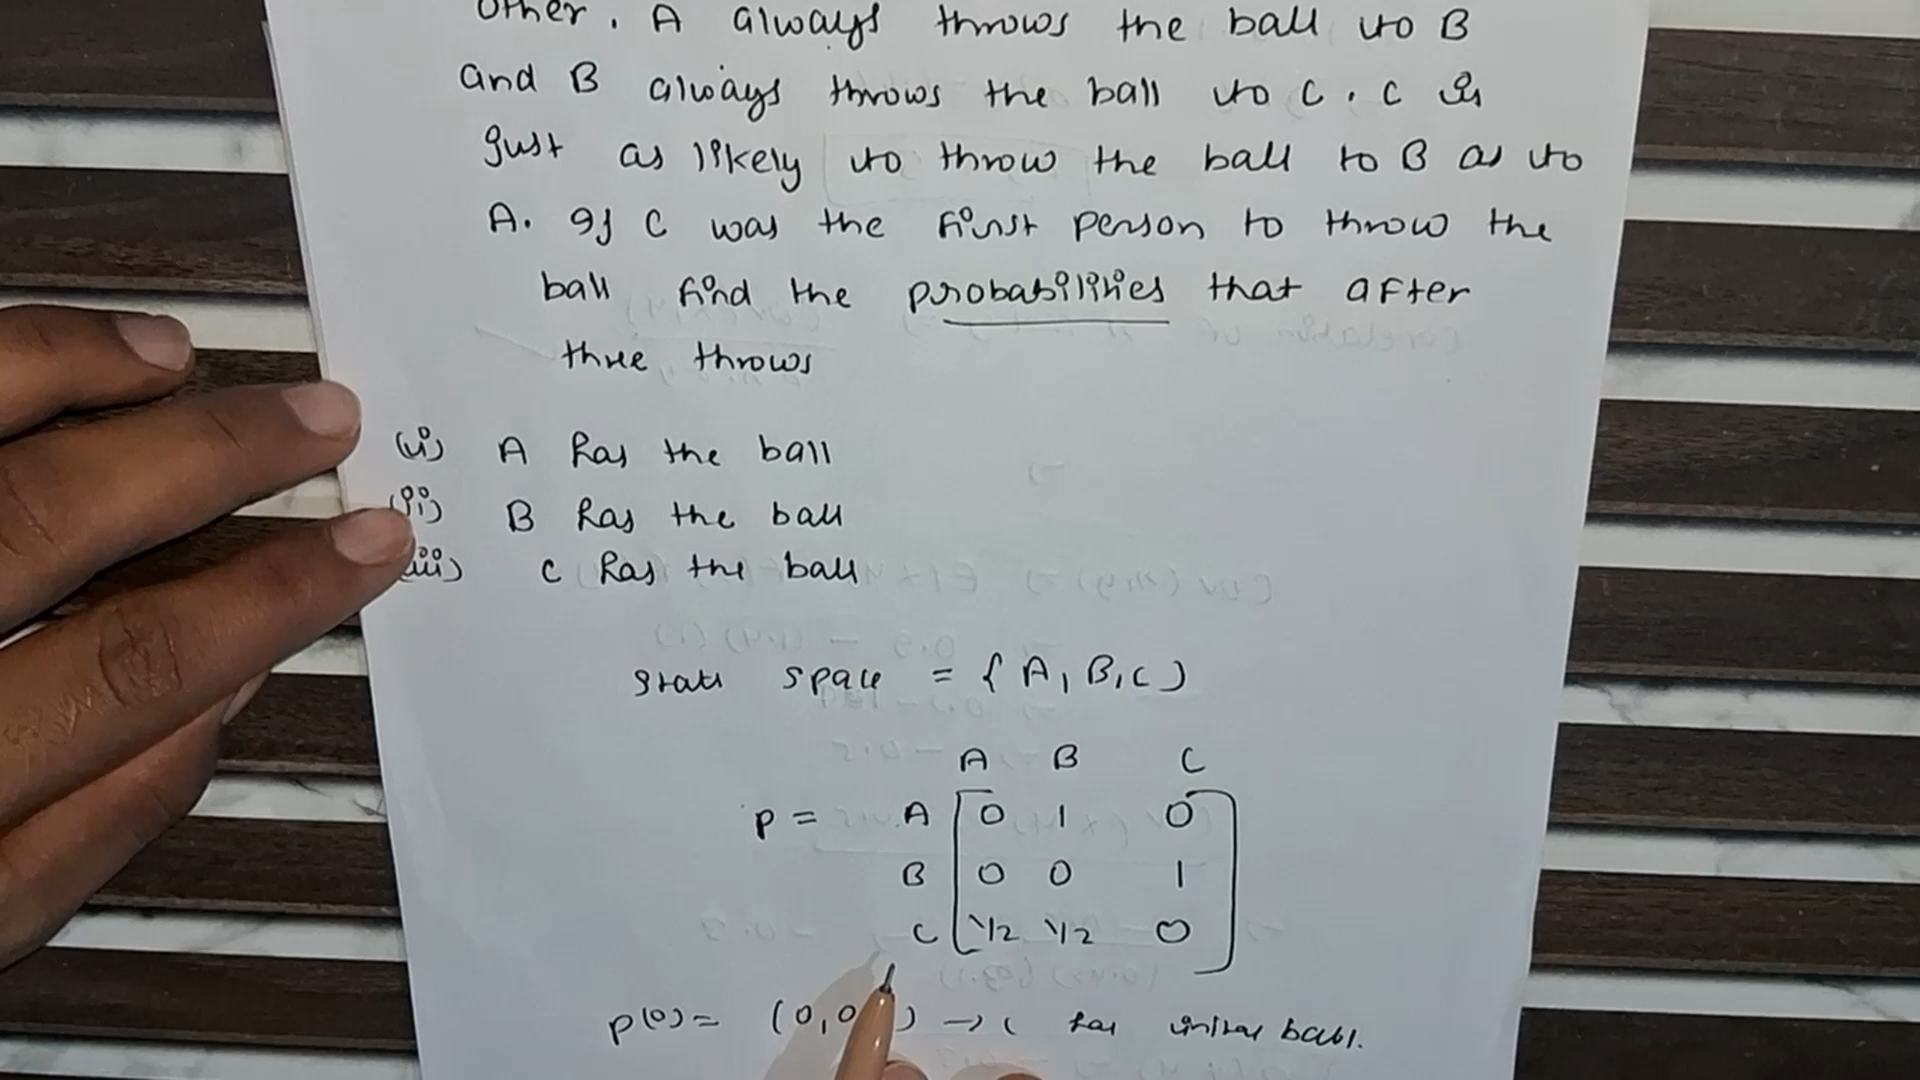 other. A always throws the ball to B
and B always throws the ball to C. C is
just as likely to throw the ball to B as to
A. If C was the first person to throw the
ball find the probabilities that after
three throws
(i) A has the ball
(ii) B has the ball
(iii) C has the ball
state space = { A, B, C }
A B C
P = A [ 0 1 0 ]
B [ 0 0 1 ]
C [ 1/2 1/2 0 ]
P(0) = (0, 0 ) → C has initial ball.